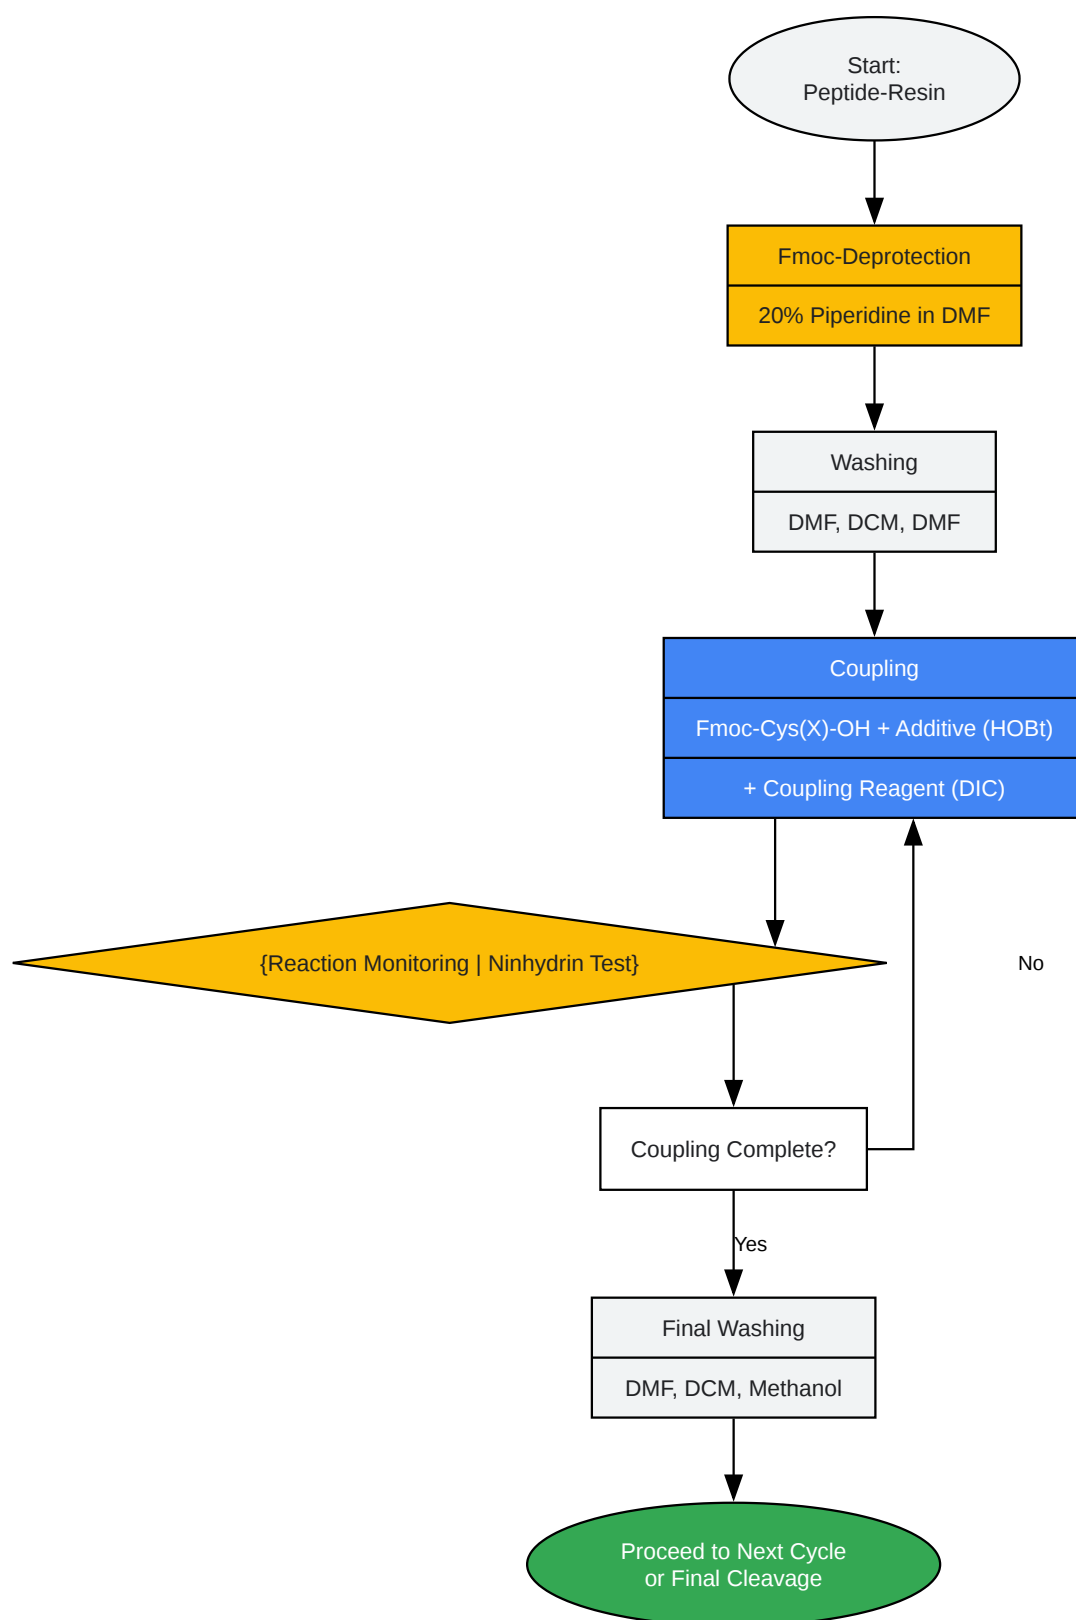 Start:
Peptide-Resin
Fmoc-Deprotection
20% Piperidine in DMF
Washing
DMF, DCM, DMF
Coupling
Fmoc-Cys(X)-OH + Additive (HOBt)
+ Coupling Reagent (DIC)
{Reaction Monitoring | Ninhydrin Test}
No
Coupling Complete?
Yes
Final Washing
DMF, DCM, Methanol
Proceed to Next Cycle
or Final Cleavage